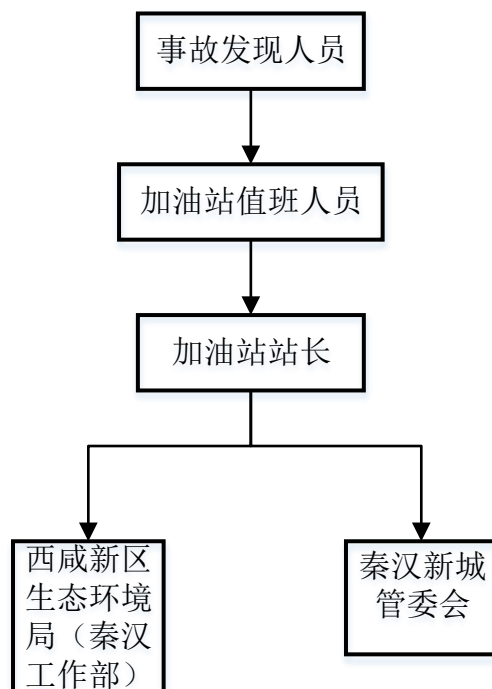 事故发现人员
加油站值班人员
加油站站长
西咸新区
生态环境
局（秦汉
工作部）
秦汉新城
管委会